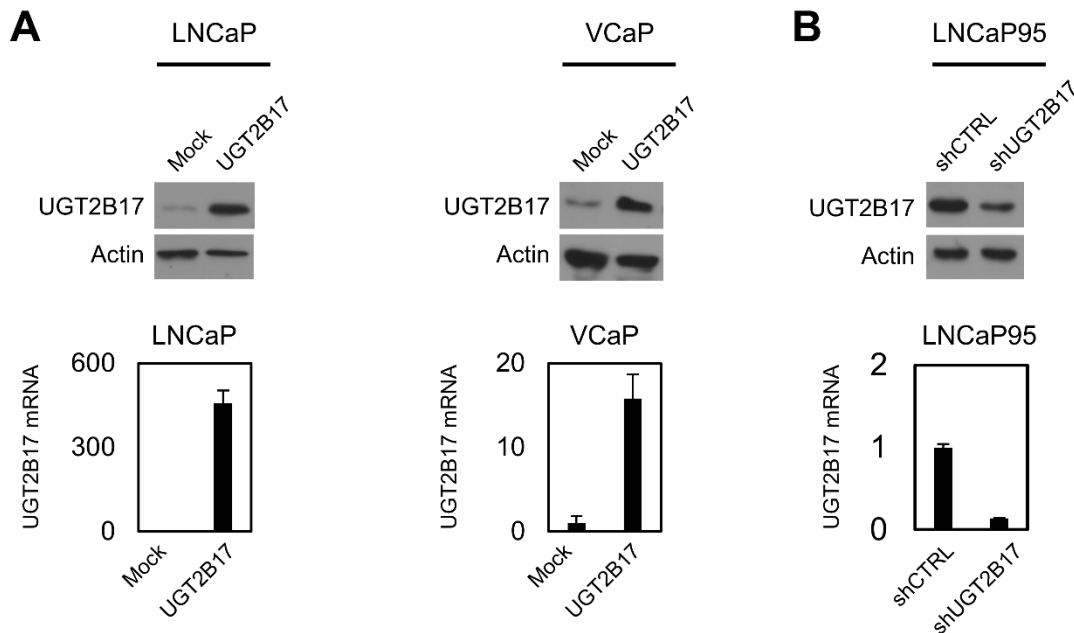 A
LNCaP
Mock
UGT2B17
UGT2B17
Actin
LNCaP
UGT2B17 mRNA
600
300
0
Mock
UGT2B17
VCaP
Mock
UGT2B17
UGT2B17
Actin
VCaP
UGT2B17 mRNA
20
10
0
Mock
UGT2B17
B
LNCaP95
shCTRL
shUGT2B17
UGT2B17
Actin
LNCaP95
UGT2B17 mRNA
2
1
0
shCTRL
shUGT2B17